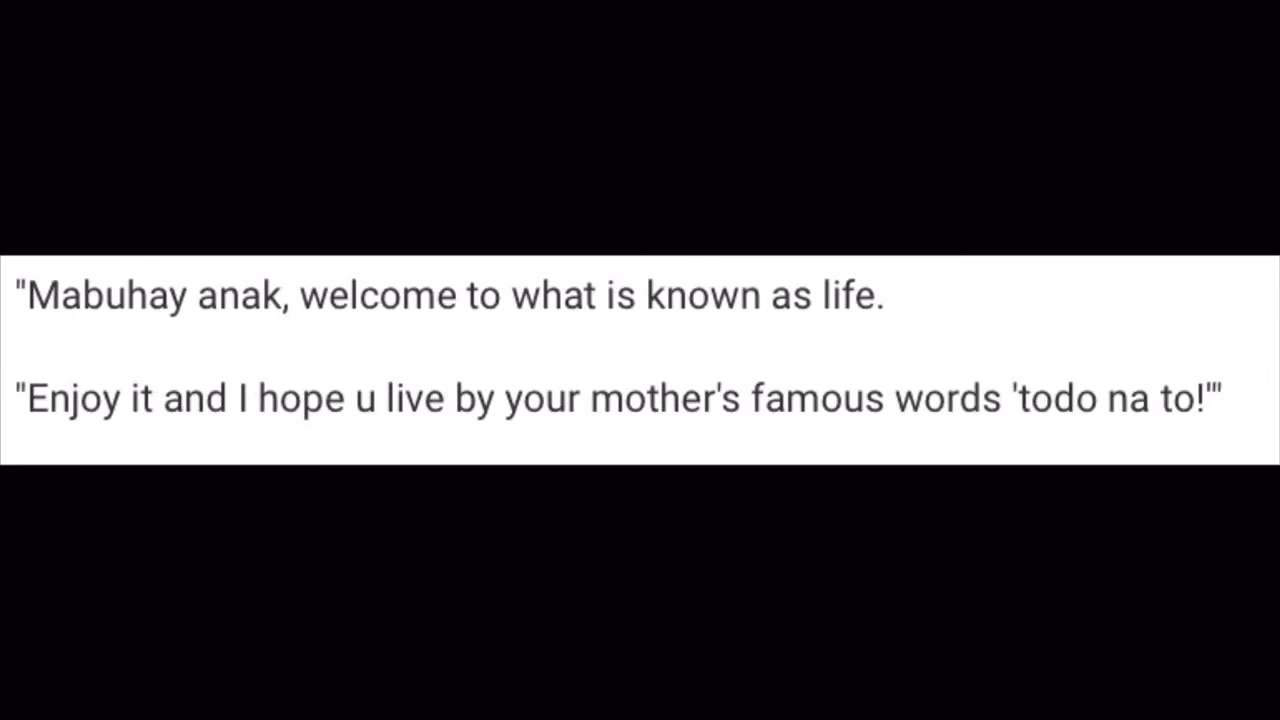 "Mabuhay anak, welcome to what is known as life.
"Enjoy it and I hope u live by your mother's famous words 'todo na to!'"